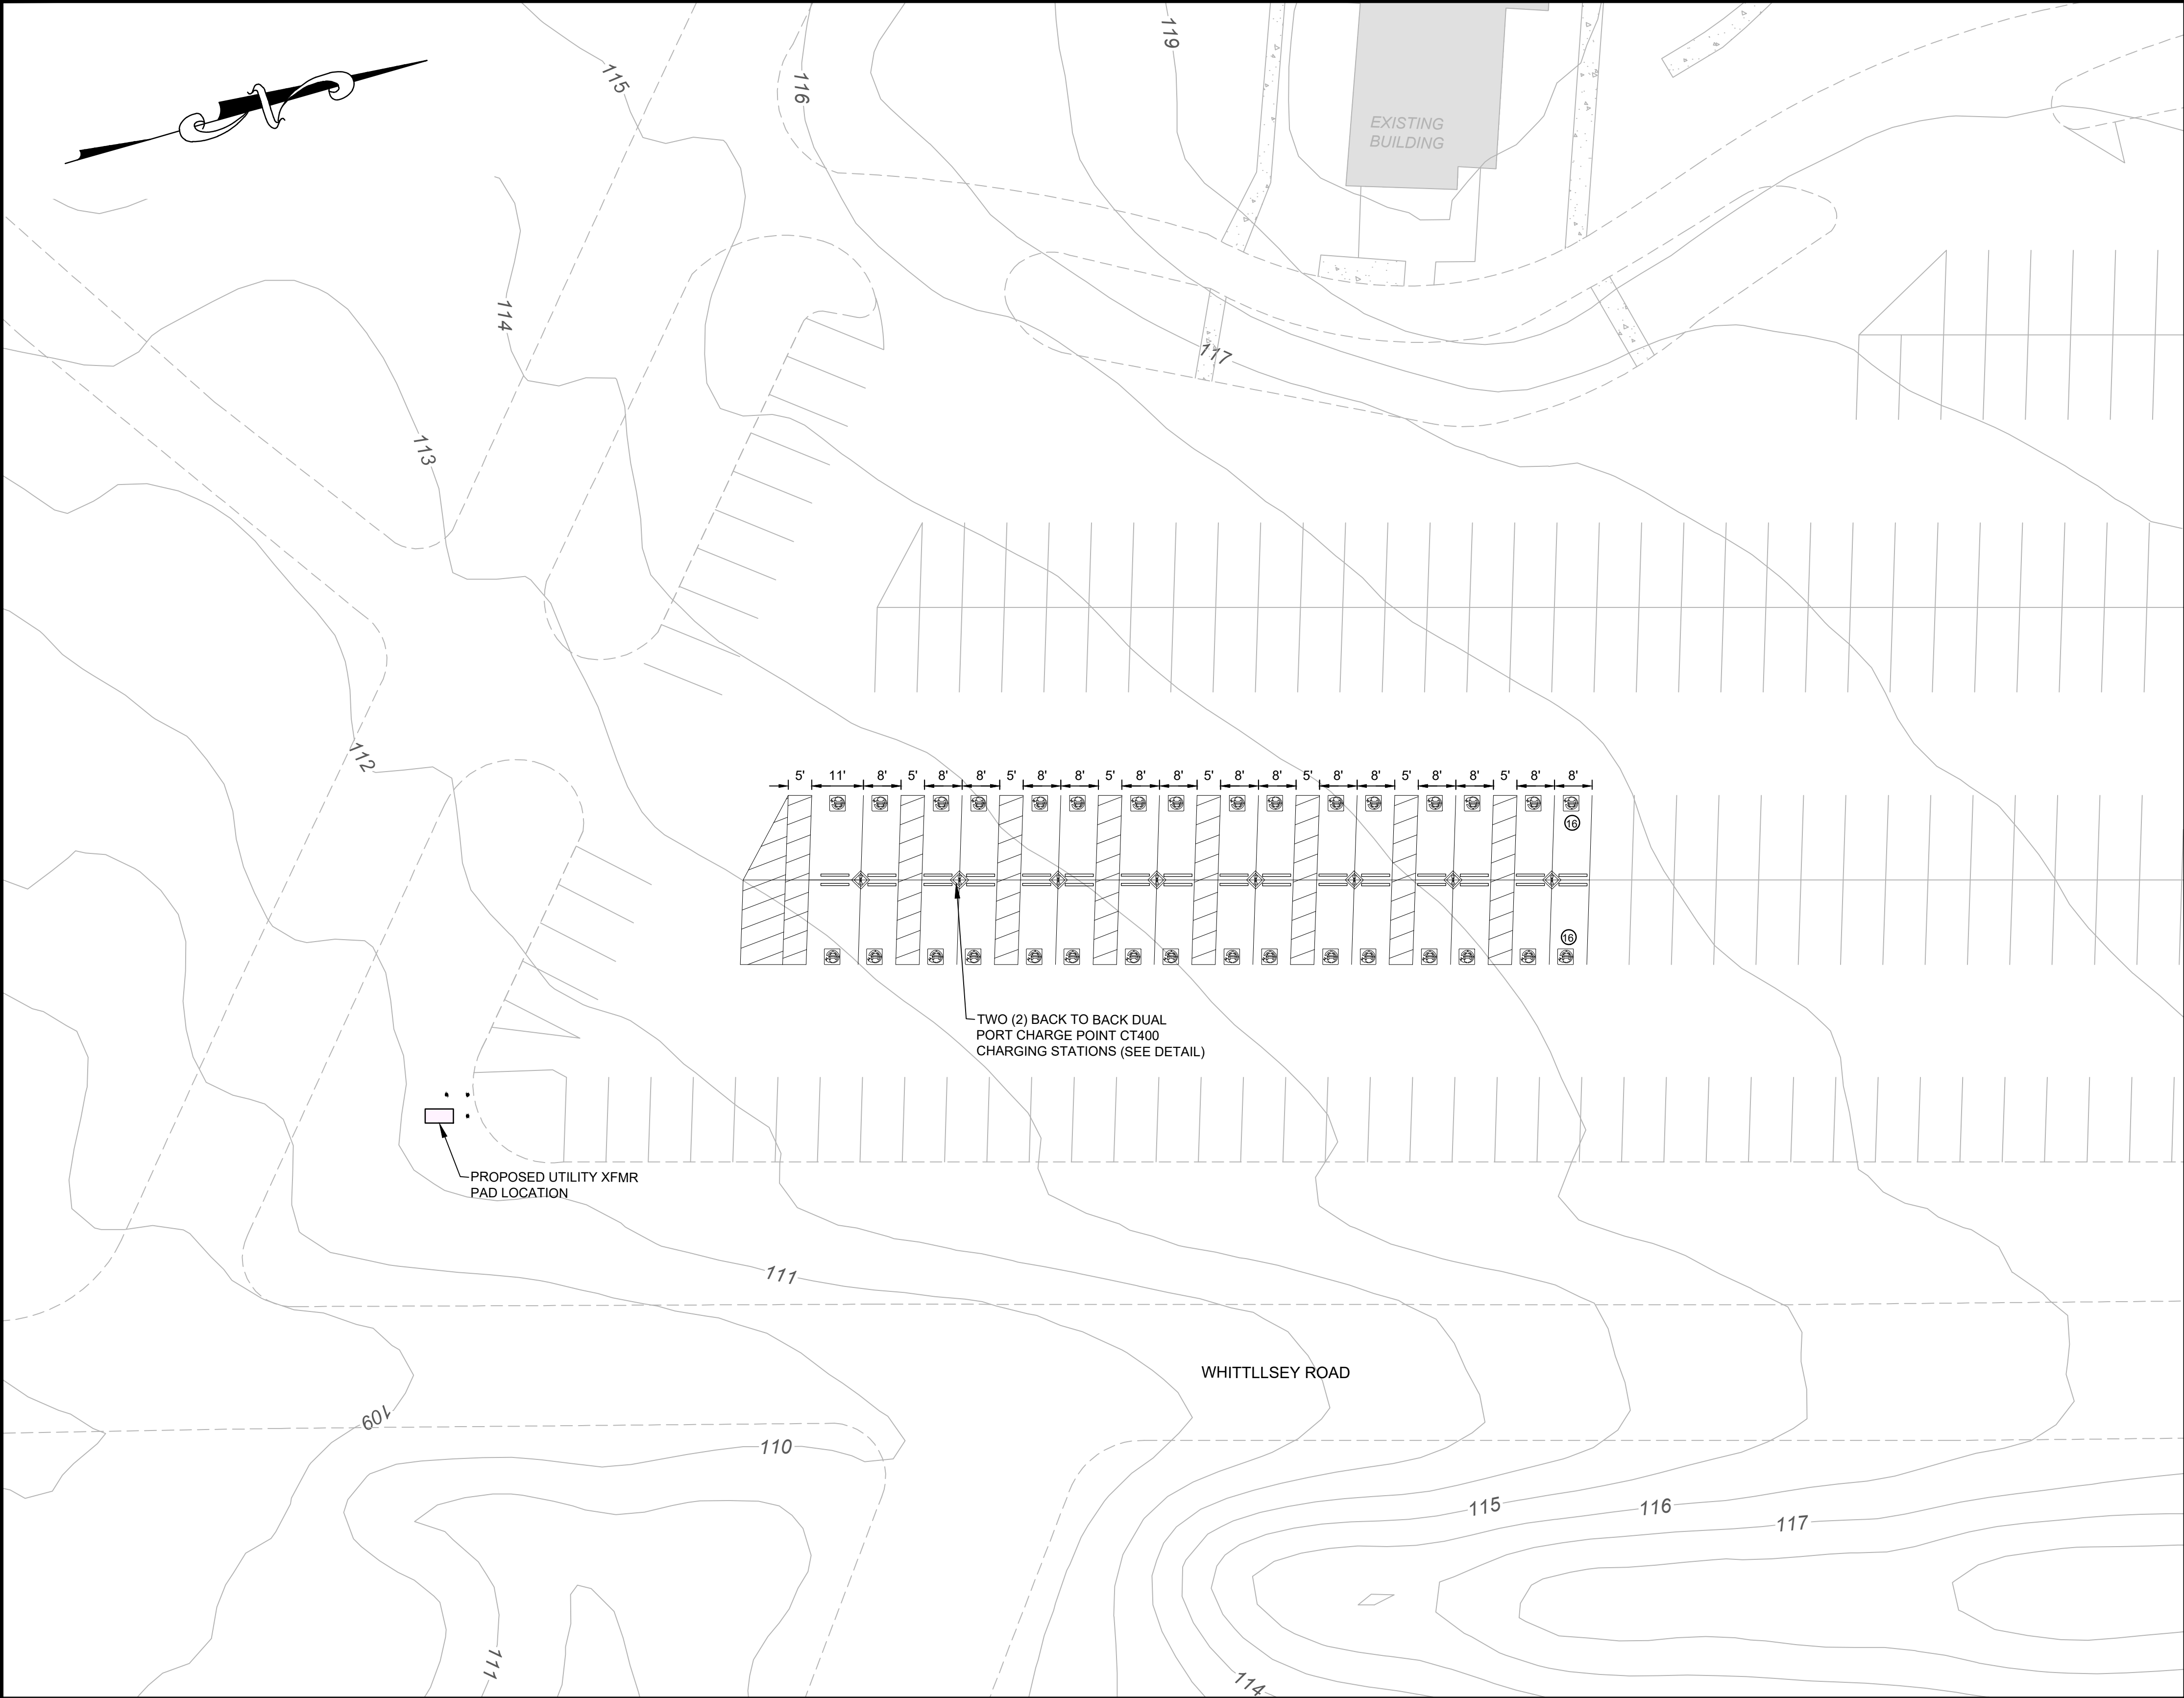 119
115
116
EXISTING
BUILDING
114
117
113
112
5' 11' 8' 5' 8' 8' 5' 8' 8' 5' 8' 8' 5' 8' 8' 5' 8' 8' 5' 8' 8' 5' 8' 8'
16
16
TWO (2) BACK TO BACK DUAL
PORT CHARGE POINT CT400
CHARGING STATIONS (SEE DETAIL)
PROPOSED UTILITY XFMR
PAD LOCATION
111
WHITTLLSEY ROAD
109
110
115
116
117
111
114